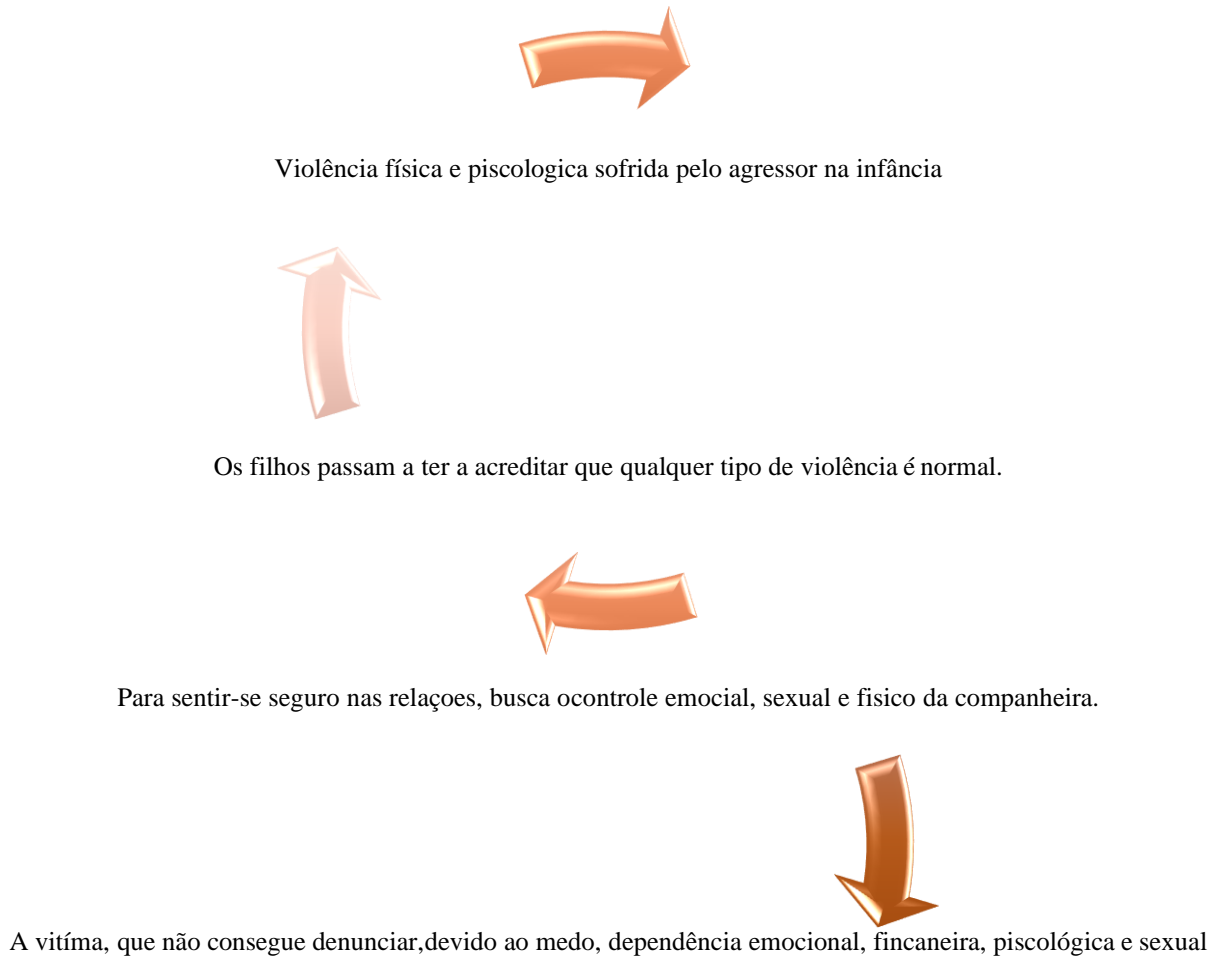 Violência física e piscologica sofrida pelo agressor na infância
Os filhos passam a ter a acreditar que qualquer tipo de violência é normal.
Para sentir-se seguro nas relaçoes, busca ocontrole emocial, sexual e fisico da companheira.
A vitíma, que não consegue denunciar,devido ao medo, dependência emocional, fincaneira, piscológica e sexual